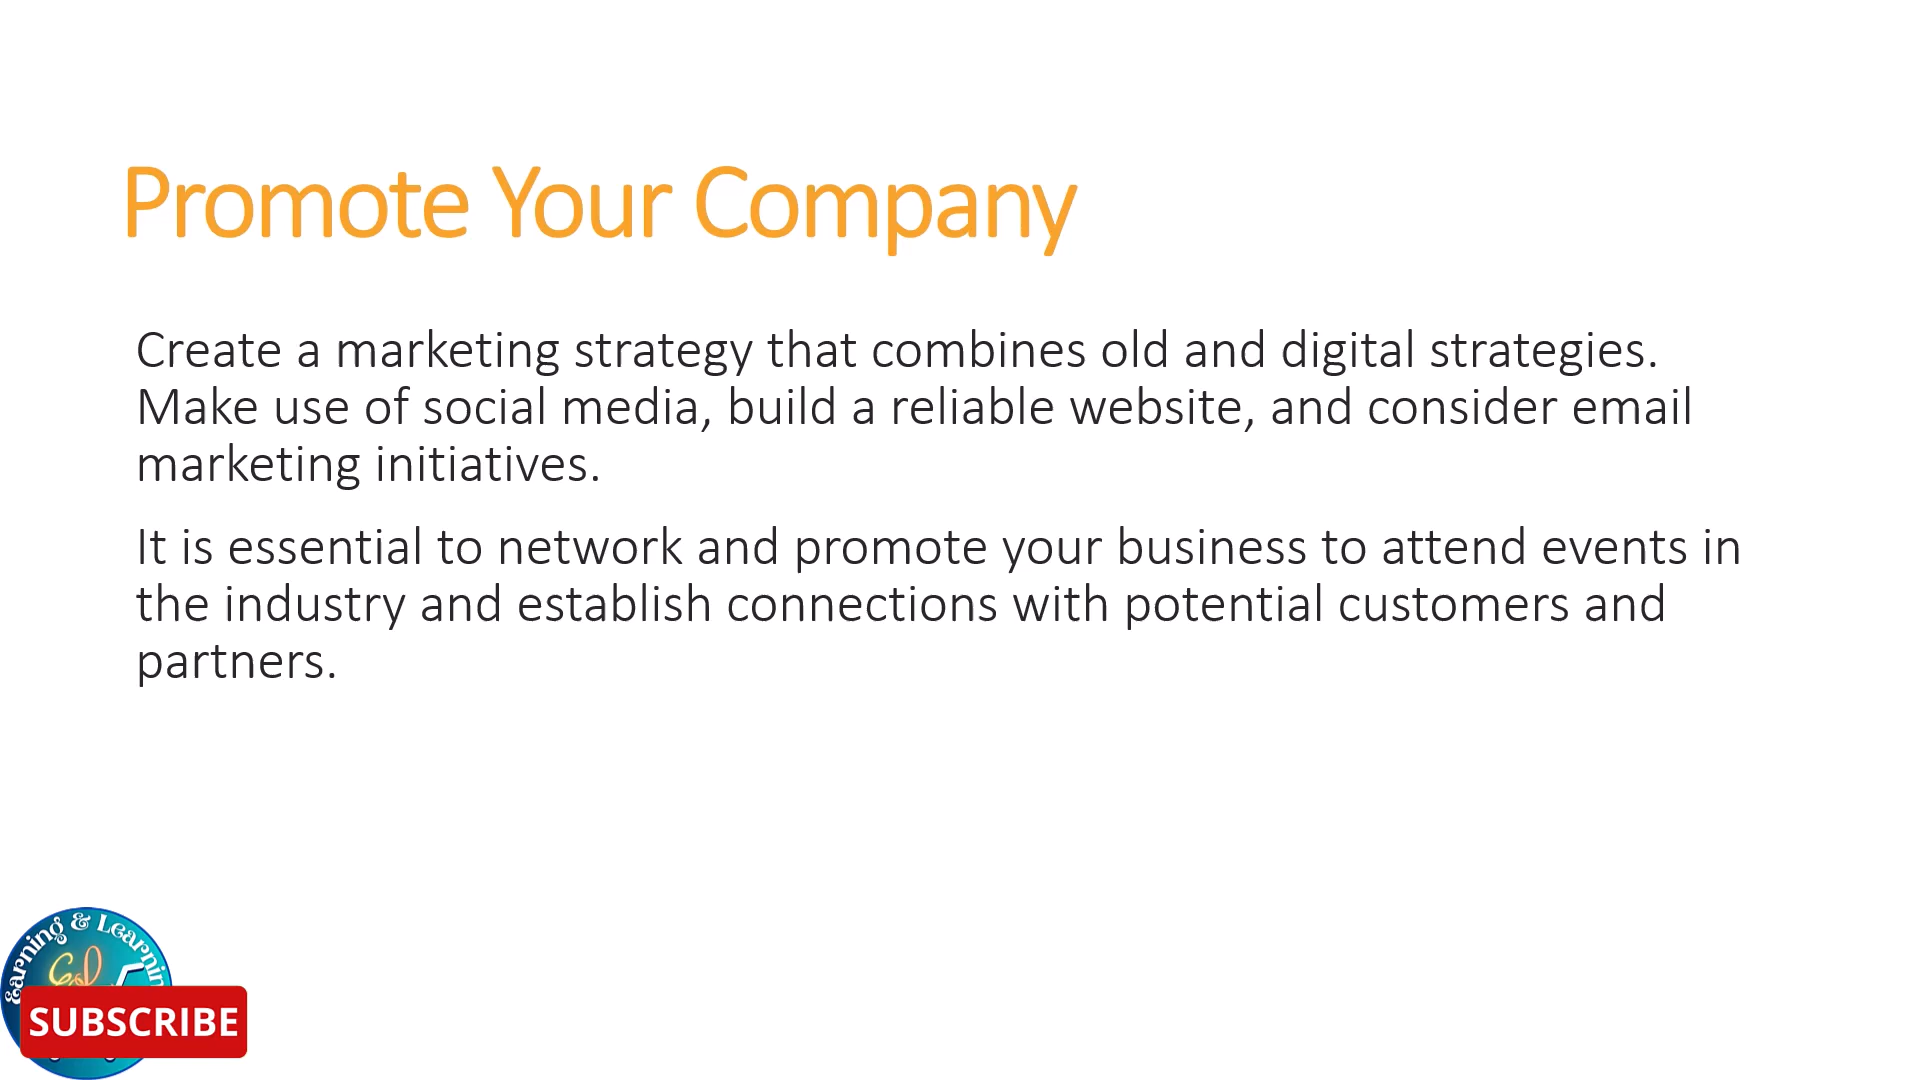 Promote Your Company
Create a marketing strategy that combines old and digital strategies.
Make use of social media, build a reliable website, and consider email
marketing initiatives.
It is essential to network and promote your business to attend events in
the industry and establish connections with potential customers and
partners.
Earning & Learning
SUBSCRIBE